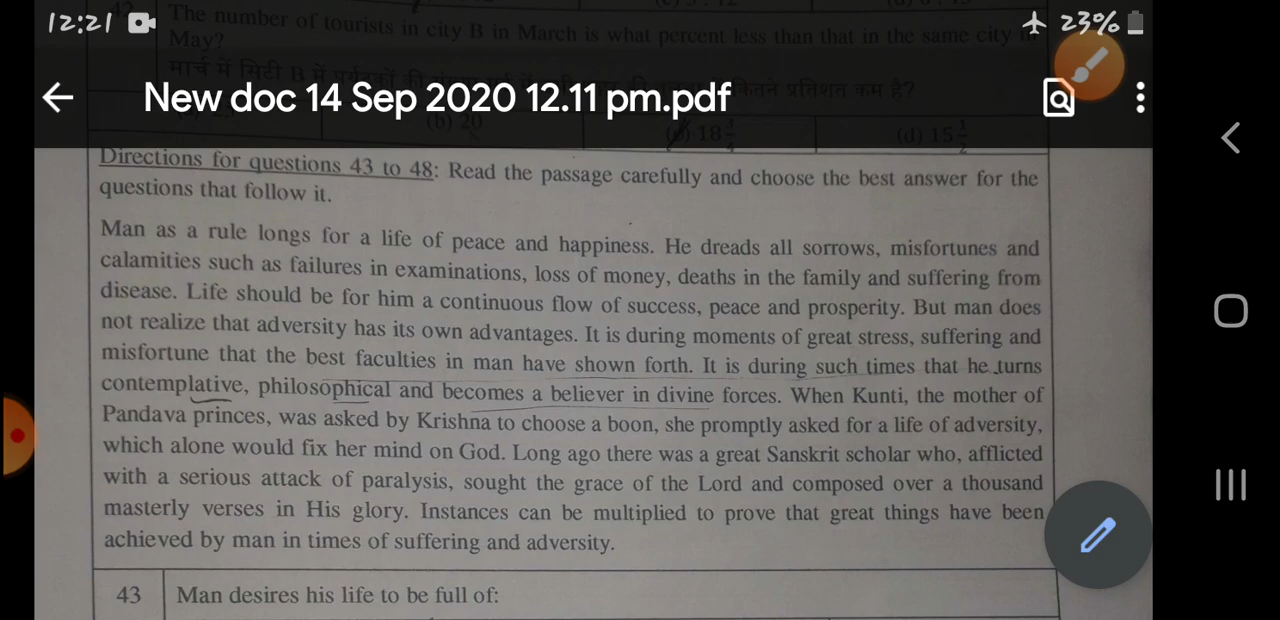 12:21 23%
The number of tourists in city B in March is what percent less than that in the same city
May?
New doc 14 Sep 2020 12.11 pm.pdf
(b) 20 18 3/4 (d) 15 1/2
Directions for questions 43 to 48: Read the passage carefully and choose the best answer for the
questions that follow it.
Man as a rule longs for a life of peace and happiness. He dreads all sorrows, misfortunes and
calamities such as failures in examinations, loss of money, deaths in the family and suffering from
disease. Life should be for him a continuous flow of success, peace and prosperity. But man does
not realize that adversity has its own advantages. It is during moments of great stress, suffering and
misfortune that the best faculties in man have shown forth. It is during such times that he turns
contemplative, philosophical and becomes a believer in divine forces. When Kunti, the mother of
Pandava princes, was asked by Krishna to choose a boon, she promptly asked for a life of adversity,
which alone would fix her mind on God. Long ago there was a great Sanskrit scholar who, afflicted
with a serious attack of paralysis, sought the grace of the Lord and composed over a thousand
masterly verses in His glory. Instances can be multiplied to prove that great things have been
achieved by man in times of suffering and adversity.
43 Man desires his life to be full of: